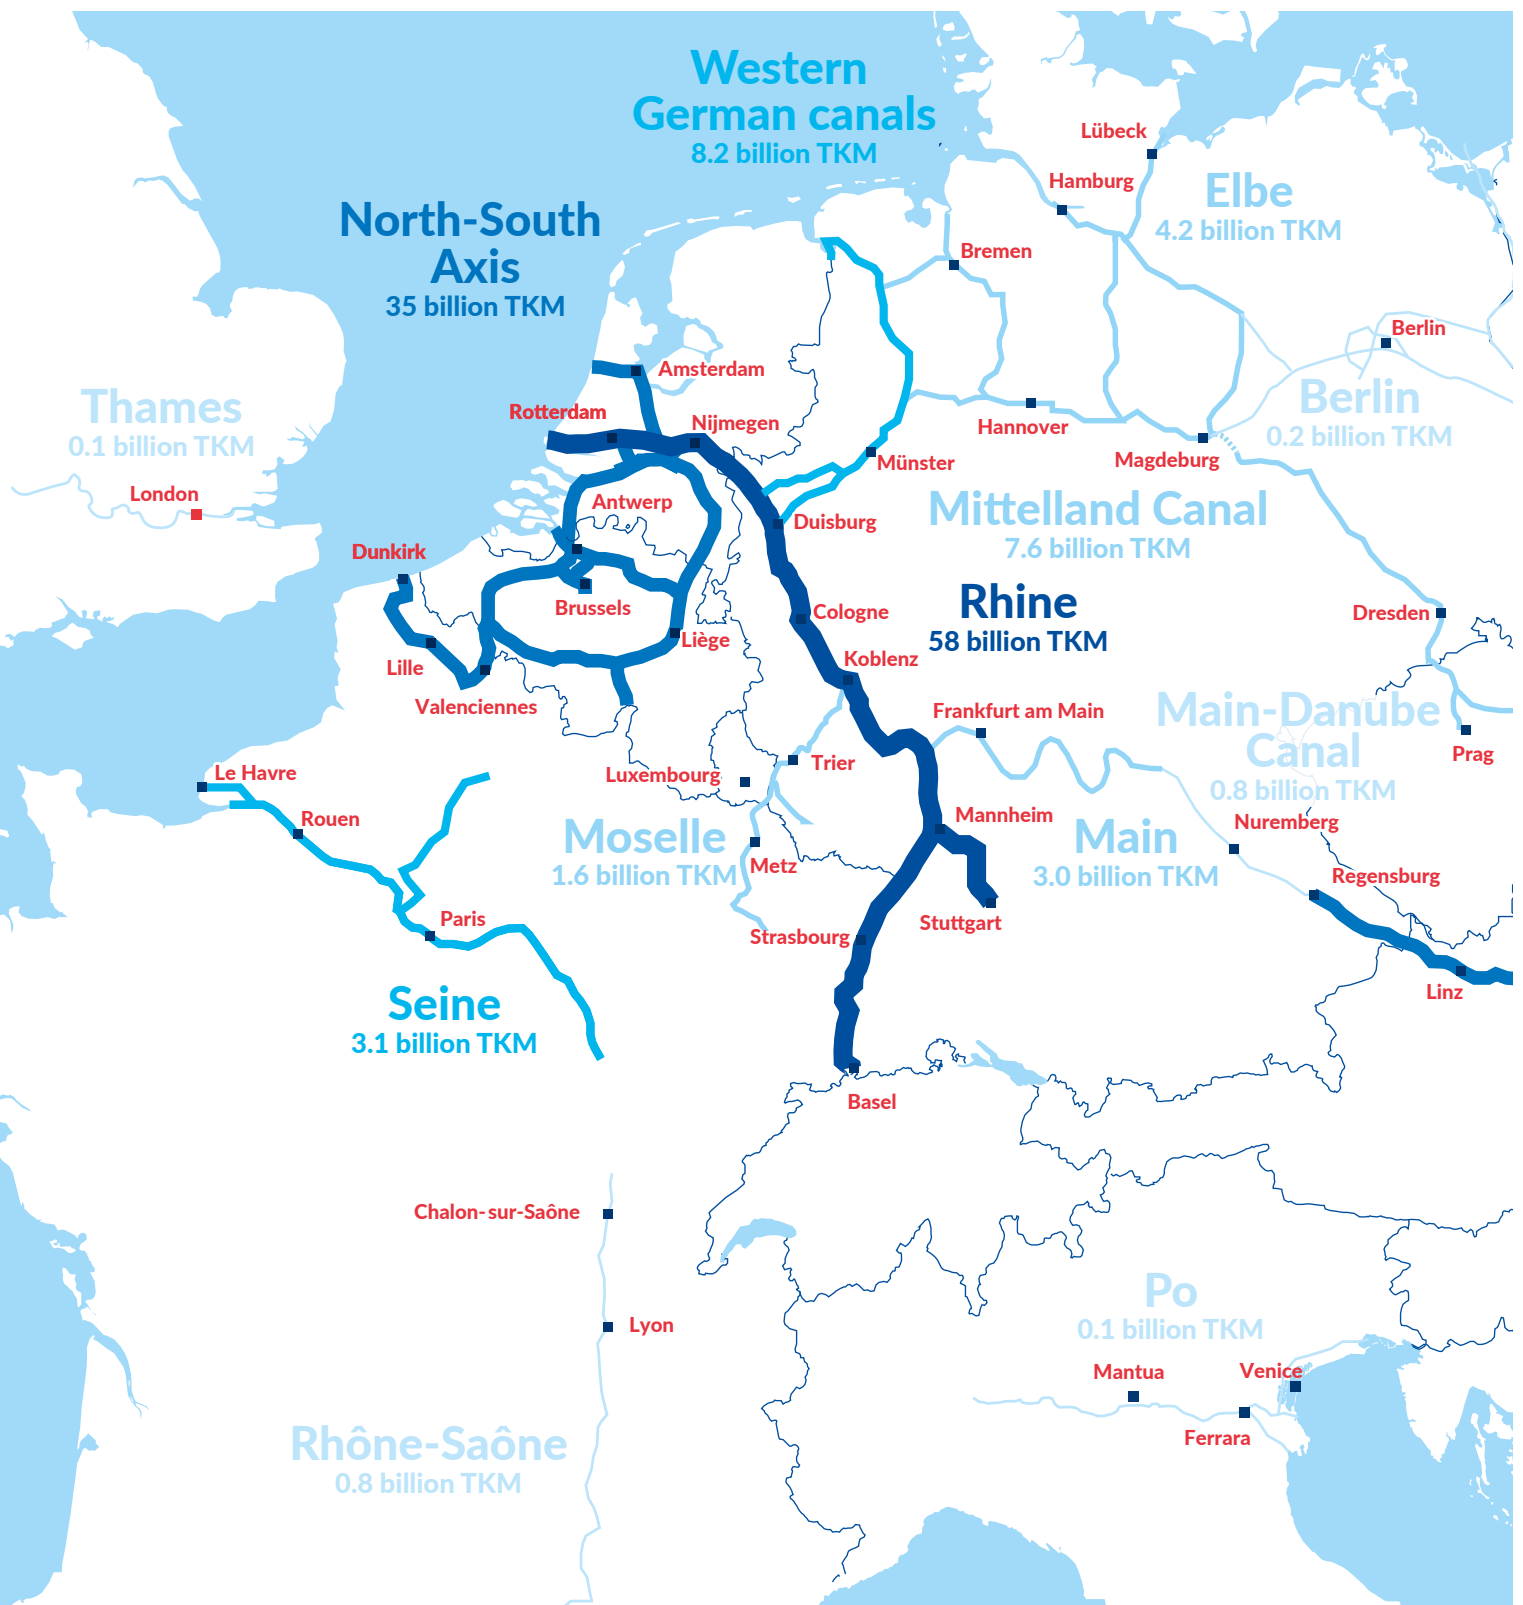 Western
German canals
8.2 billion TKM
Lübeck
Hamburg
Elbe
4.2 billion TKM
North-South
Axis
35 billion TKM
Bremen
Berlin
Amsterdam
Thames
0.1 billion TKM
Rotterdam
Nijmegen
Hannover
Berlin
0.2 billion TKM
Münster
Magdeburg
London
Antwerp
Duisburg
Mittelland Canal
7.6 billion TKM
Dunkirk
Brussels
Cologne
Rhine
58 billion TKM
Dresden
Lille
Liège
Koblenz
Valenciennes
Frankfurt am Main
Main-Danube
Canal
0.8 billion TKM
Prag
Le Havre
Luxembourg
Trier
Rouen
Mannheim
Nuremberg
Moselle
1.6 billion TKM
Metz
Main
3.0 billion TKM
Regensburg
Paris
Strasbourg
Stuttgart
Linz
Seine
3.1 billion TKM
Basel
Chalon-sur-Saône
Lyon
Po
0.1 billion TKM
Mantua
Venice
Ferrara
Rhône-Saône
0.8 billion TKM